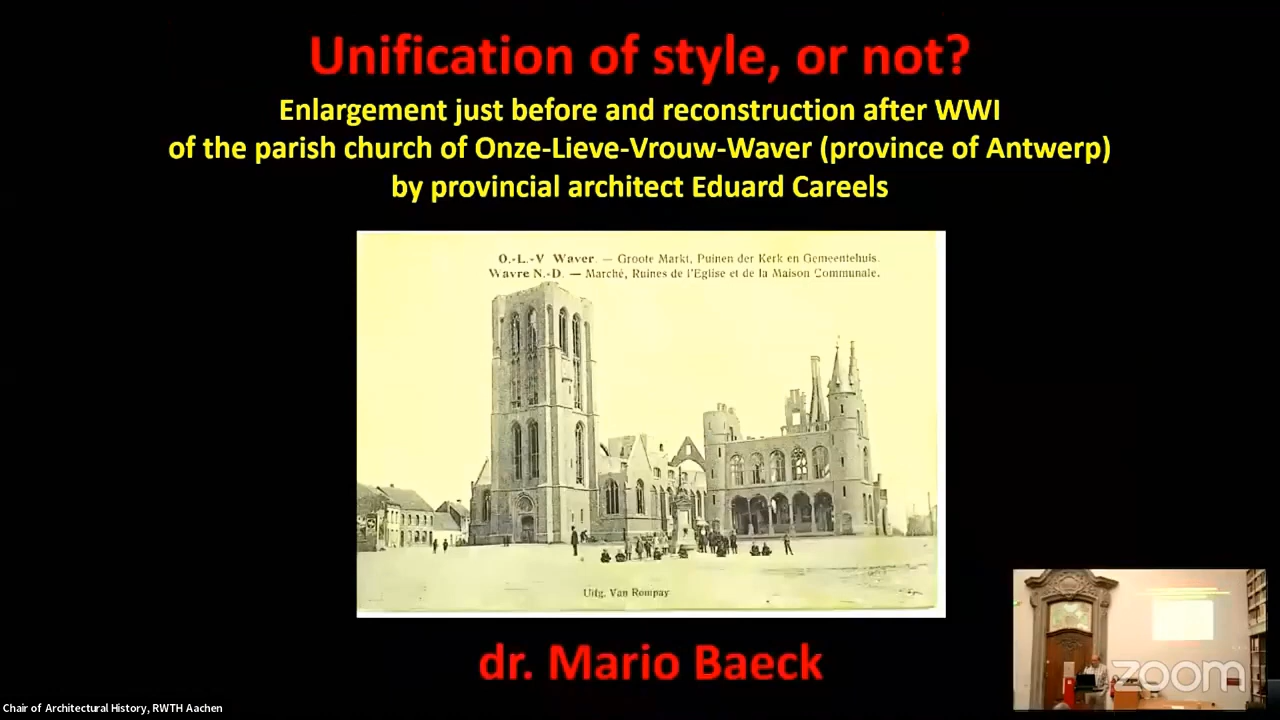 Unification of style, or not?
Enlargement just before and reconstruction after WWI
of the parish church of Onze-Lieve-Vrouw-Waver (province of Antwerp)
by provincial architect Eduard Careels
O.-L.-V Waver. — Groote Markt, Puinen der Kerk en Gemeentehuis.
Wavre N.-D. — Marché, Ruines de l'Eglise et de la Maison Communale.
Uitg. Van Rompay
dr. Mario Baeck
zoom
Chair of Architectural History, RWTH Aachen